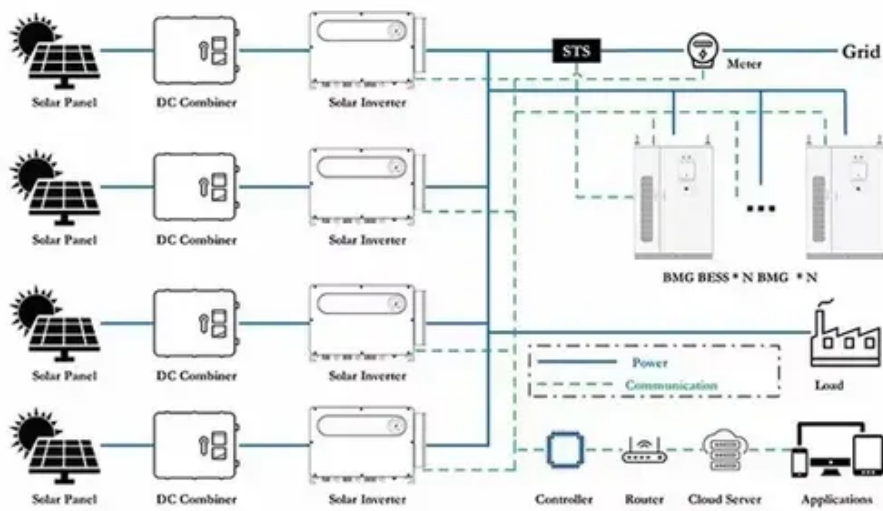 STS
Meter
Grid
Solar Panel
DC Combiner
Solar Inverter
Solar Panel
DC Combiner
Solar Inverter
BMG BESS * N BMG * N
Solar Panel
DC Combiner
Solar Inverter
Power
Communication
Load
Solar Panel
DC Combiner
Solar Inverter
Controller
Router
Cloud Server
Applications